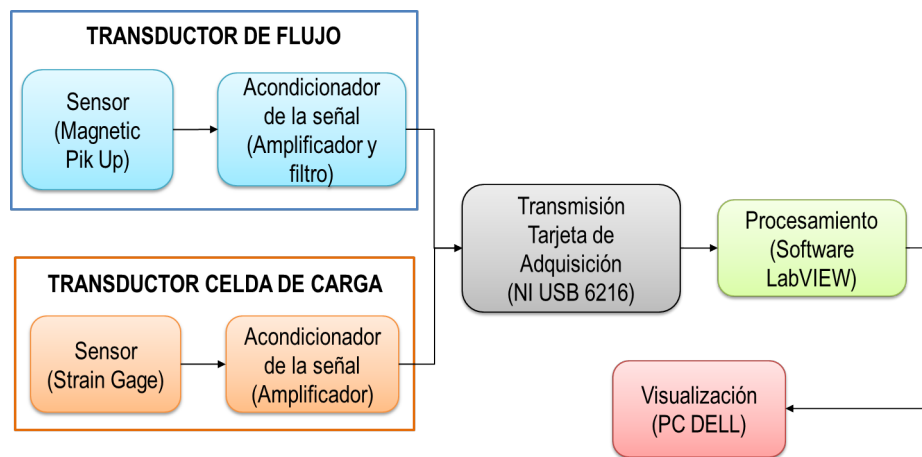 TRANSDUCTOR DE FLUJO
Sensor
(Magnetic
Pik Up)
Acondicionador
de la señal
(Amplificador y
filtro)
TRANSDUCTOR CELDA DE CARGA
Sensor
(Strain Gage)
Acondicionador
de la señal
(Amplificador)
Transmisión
Tarjeta de
Adquisición
(NI USB 6216)
Procesamiento
(Software
LabVIEW)
Visualización
(PC DELL)